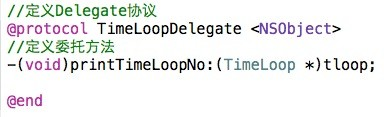 //定义Delegate协议
@protocol TimeLoopDelegate <NSObject>
//定义委托方法
-(void)printTimeLoopNo:(TimeLoop *)tloop;
@end